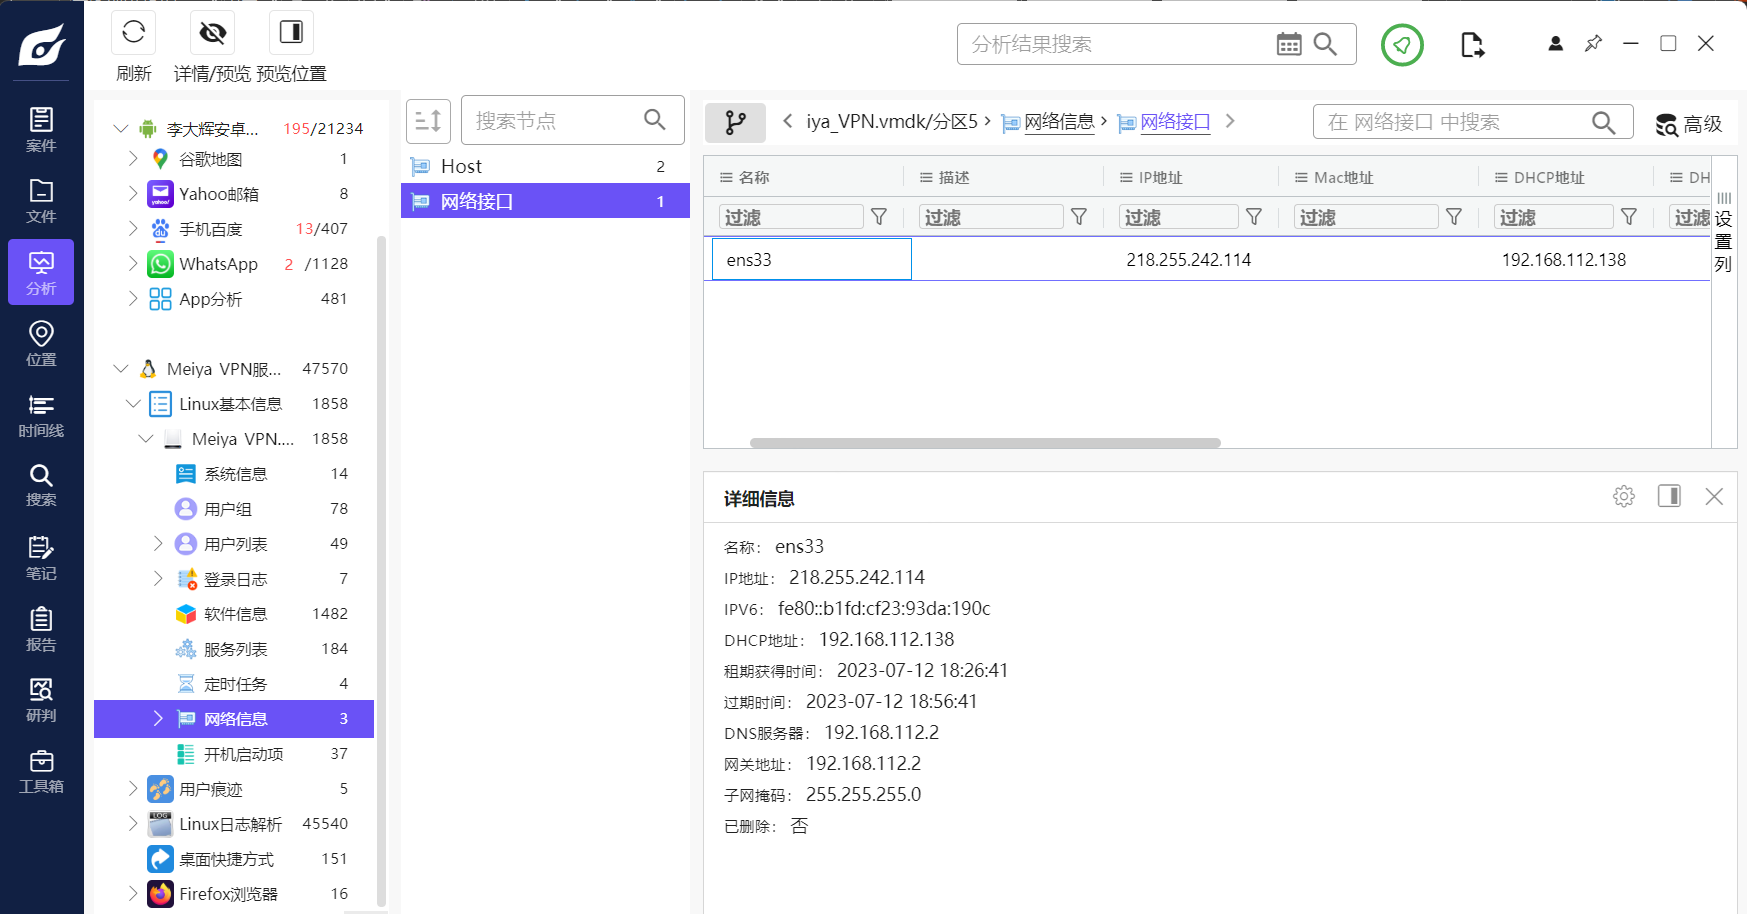 刷新
详情/预览
预览位置
分析结果搜索
案件
文件
分析
位置
时间线
搜索
笔记
报告
研判
工具箱
李大辉安卓... 195/21234
谷歌地图 1
Yahoo邮箱 8
手机百度 13/407
WhatsApp 2 /1128
App分析 481
Meiya VPN服... 47570
Linux基本信息 1858
Meiya VPN.... 1858
系统信息 14
用户组 78
用户列表 49
登录日志 7
软件信息 1482
服务列表 184
定时任务 4
网络信息 3
开机启动项 37
用户痕迹 5
Linux日志解析 45540
桌面快捷方式 151
Firefox浏览器 16
搜索节点
Host 2
网络接口 1
iya_VPN.vmdk/分区5 网络信息 网络接口
在 网络接口 中搜索
高级
名称 描述 IP地址 Mac地址 DHCP地址 DH
过滤 过滤 过滤 过滤 过滤 过滤
ens33 218.255.242.114 192.168.112.138
设置列
详细信息
名称: ens33
IP地址: 218.255.242.114
IPV6: fe80::b1fd:cf23:93da:190c
DHCP地址: 192.168.112.138
租期获得时间: 2023-07-12 18:26:41
过期时间: 2023-07-12 18:56:41
DNS服务器: 192.168.112.2
网关地址: 192.168.112.2
子网掩码: 255.255.255.0
已删除: 否